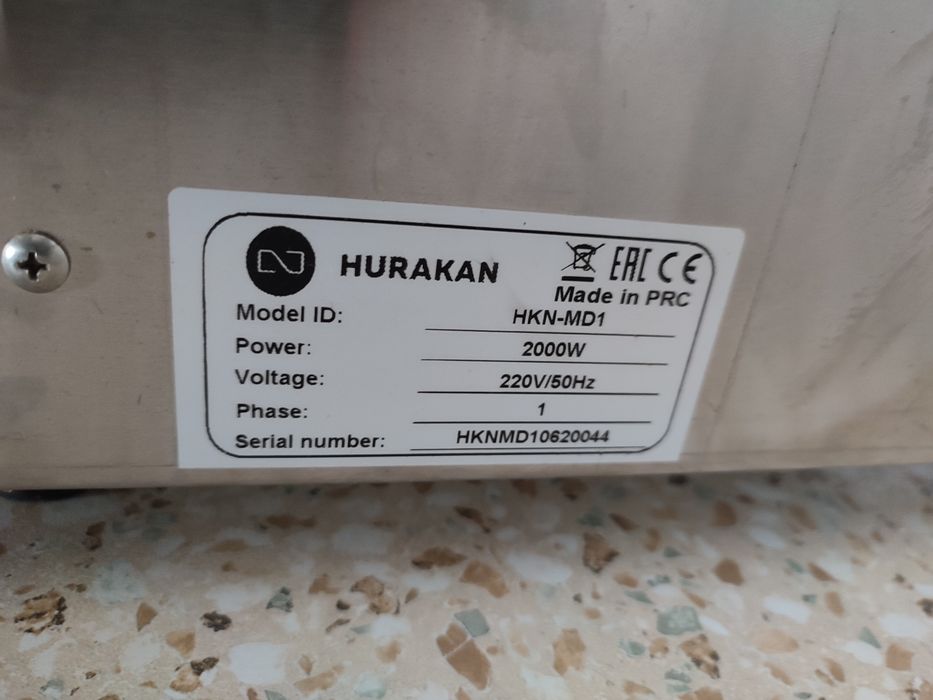 HURAKAN
EAC CE
Made in PRC
Model ID: HKN-MD1
Power: 2000W
Voltage: 220V/50Hz
Phase: 1
Serial number: HKNMD10620044